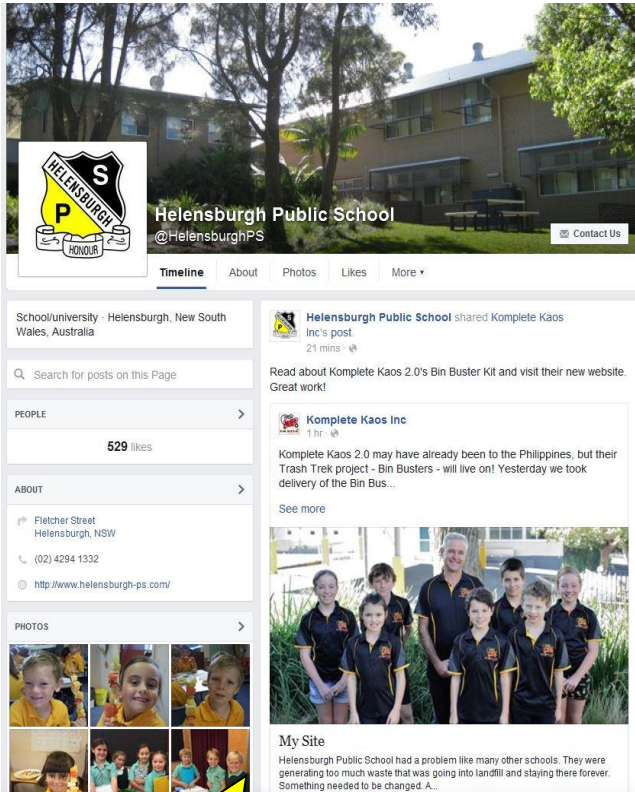 HELENSBURGH
S
P
HONOUR
Helensburgh Public School
@HelensburghPS
Contact Us
Timeline About Photos Likes More
School/university · Helensburgh, New South
Wales, Australia
Search for posts on this Page
PEOPLE
529 likes
ABOUT
Fletcher Street
Helensburgh, NSW
(02) 4294 1332
http://www.helensburgh-ps.com/
PHOTOS
Helensburgh Public School shared Komplete Kaos
Inc's post.
21 mins ·
Read about Komplete Kaos 2.0's Bin Buster Kit and visit their new website.
Great work!
Komplete Kaos Inc
1 hr ·
Komplete Kaos 2.0 may have already been to the Philippines, but their
Trash Trek project - Bin Busters - will live on! Yesterday we took
delivery of the Bin Bus...
See more
My Site
Helensburgh Public School had a problem like many other schools. They were
generating too much waste that was going into landfill and staying there forever.
Something needed to be changed. A...